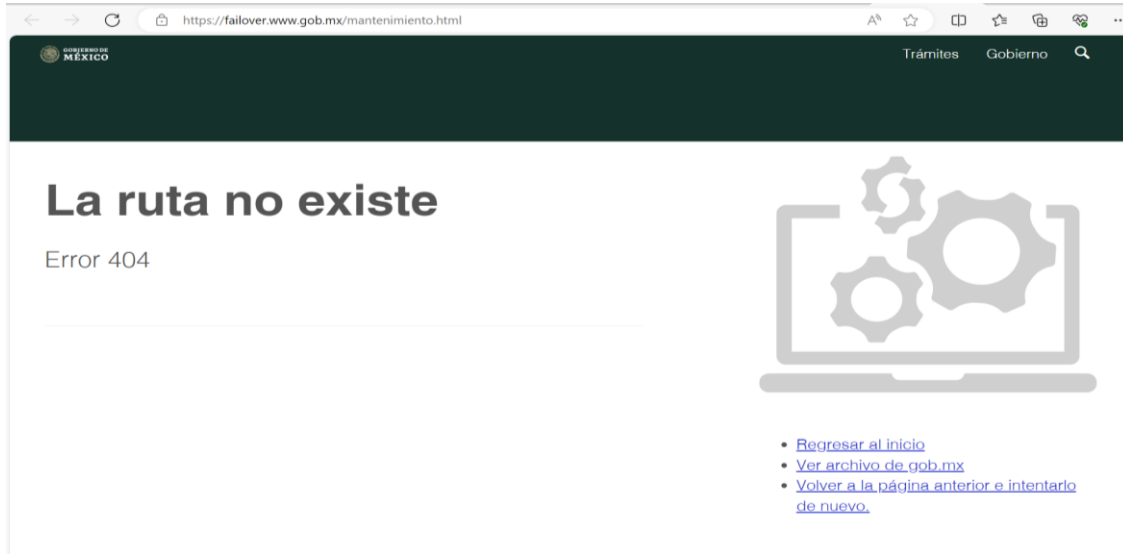 https://failover.www.gob.mx/mantenimiento.html
GOBIERNO DE
MÉXICO
Trámites Gobierno
La ruta no existe
Error 404
Regresar al inicio
Ver archivo de gob.mx
Volver a la página anterior e intentarlo
de nuevo.